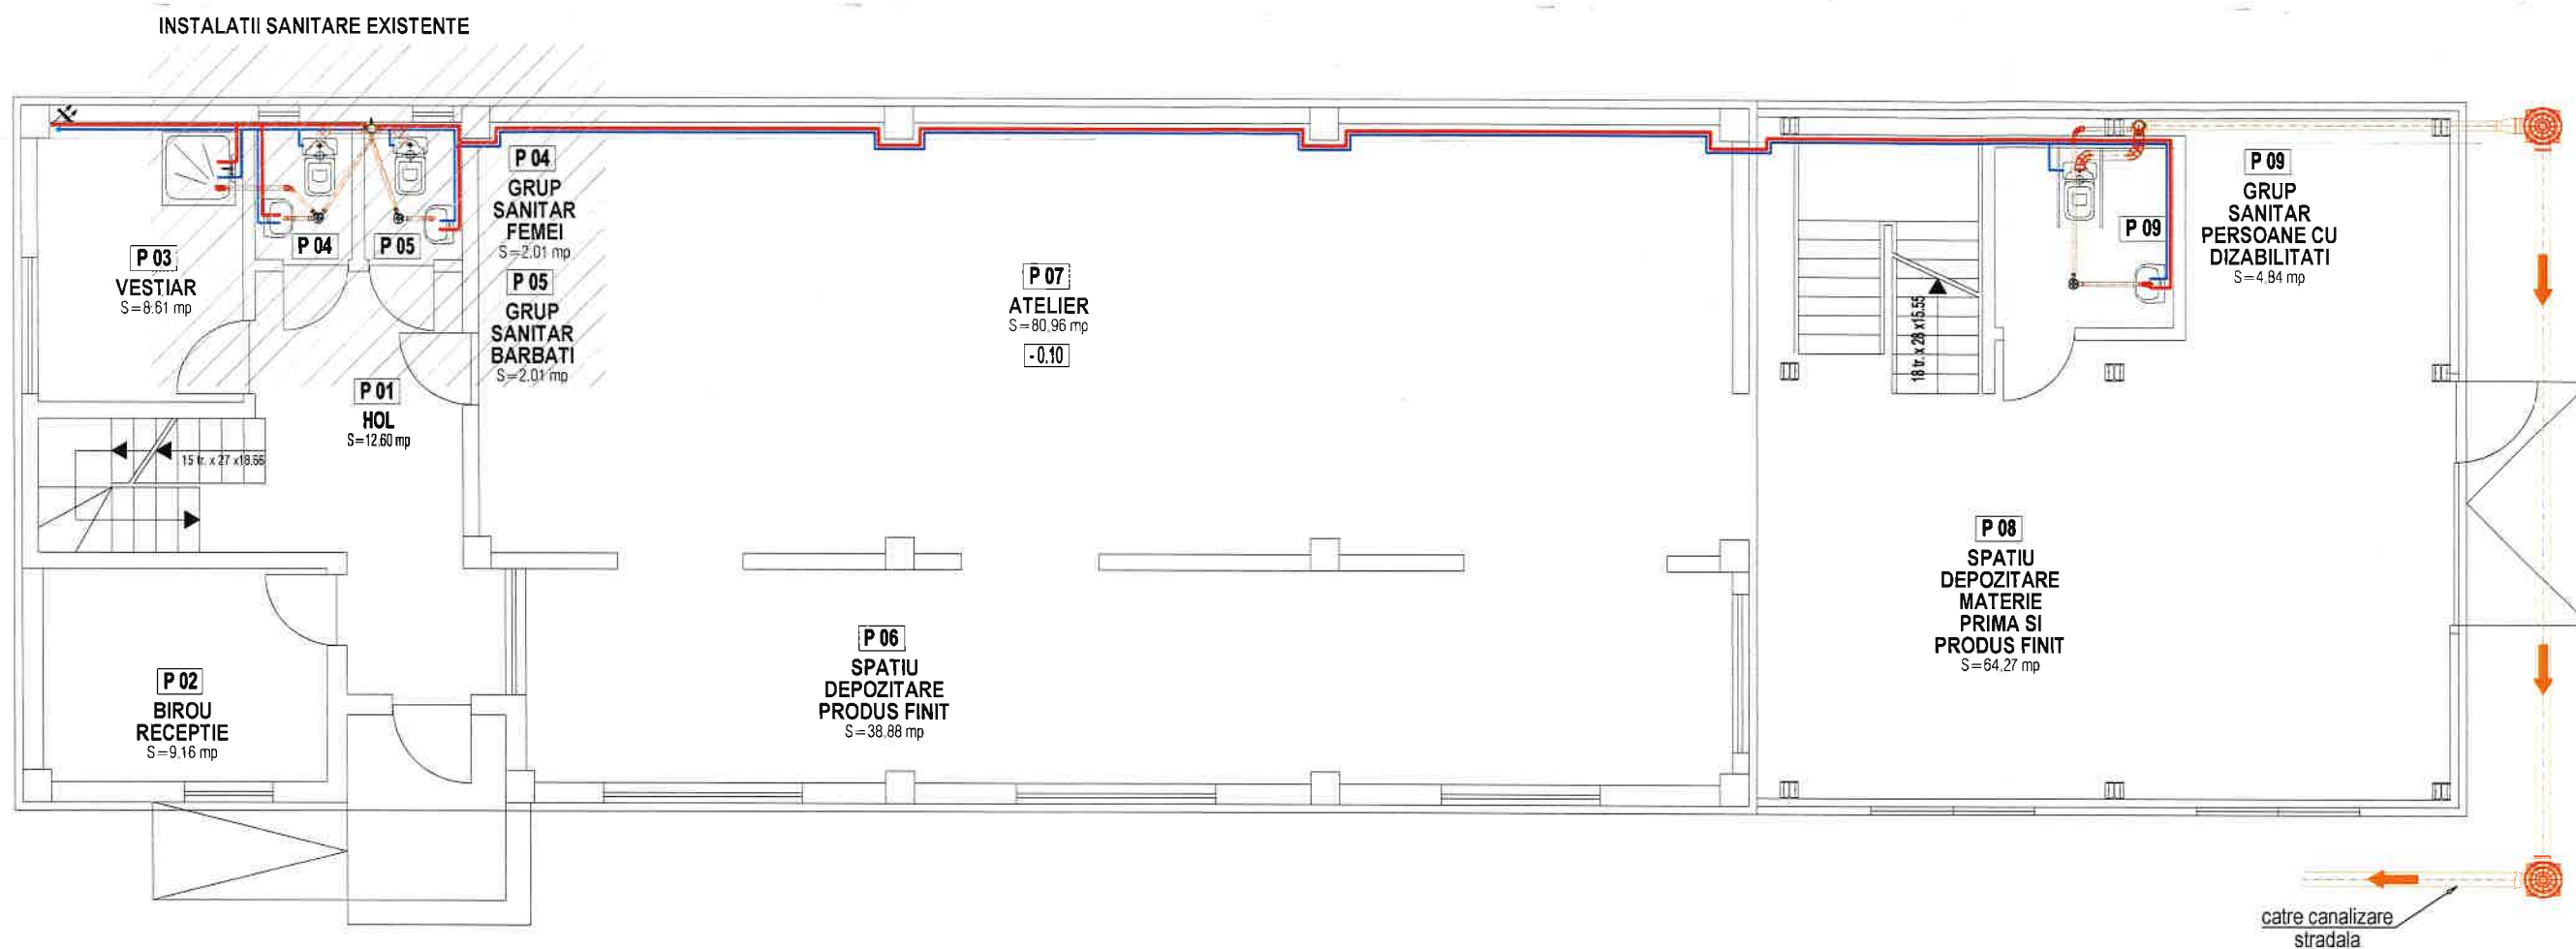 INSTALATII SANITARE EXISTENTE
P 04
GRUP
SANITAR
FEMEI
S=2,01 mp
P 05
GRUP
SANITAR
BARBATI
S=2,01 mp
P 04
P 05
P 03
VESTIAR
S=8.61 mp
P 01
HOL
S=12.60 mp
15 tr. x 27 x18.66
P 02
BIROU
RECEPTIE
S=9,16 mp
P 07
ATELIER
S=80,96 mp
-0.10
P 06
SPATIU
DEPOZITARE
PRODUS FINIT
S=38,88 mp
18 tr. x 28 x15.55
P 09
P 09
GRUP
SANITAR
PERSOANE CU
DIZABILITATI
S=4,84 mp
P 08
SPATIU
DEPOZITARE
MATERIE
PRIMA SI
PRODUS FINIT
S=64,27 mp
catre canalizare
stradala